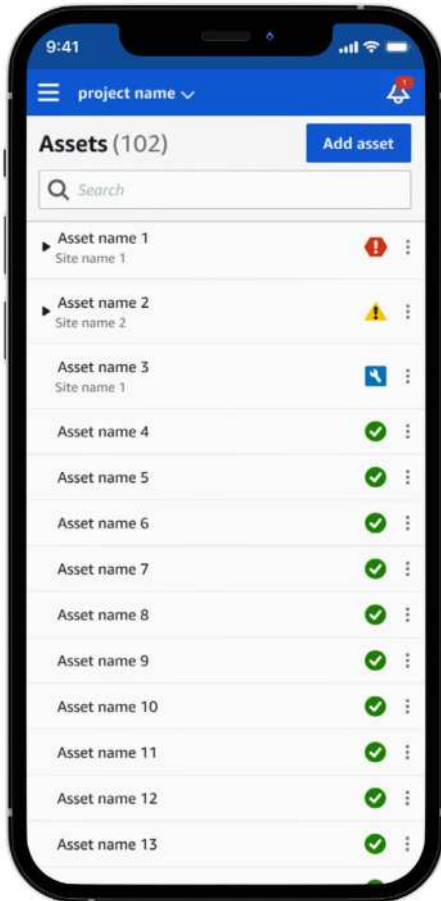 9:41
project name
1
Assets (102)
Add asset
Search
Asset name 1
Site name 1
Asset name 2
Site name 2
Asset name 3
Site name 1
Asset name 4
Asset name 5
Asset name 6
Asset name 7
Asset name 8
Asset name 9
Asset name 10
Asset name 11
Asset name 12
Asset name 13